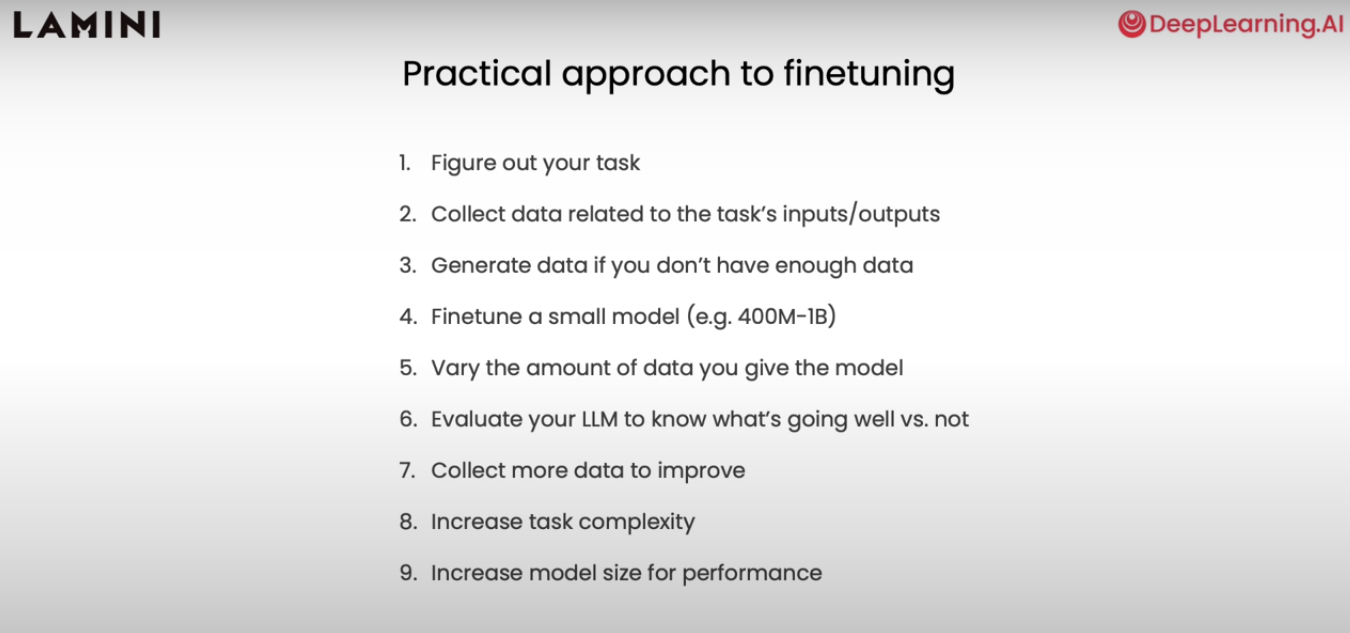 LAMINI
DeepLearning.AI
Practical approach to finetuning
1. Figure out your task
2. Collect data related to the task's inputs/outputs
3. Generate data if you don't have enough data
4. Finetune a small model (e.g. 400M-1B)
5. Vary the amount of data you give the model
6. Evaluate your LLM to know what's going well vs. not
7. Collect more data to improve
8. Increase task complexity
9. Increase model size for performance